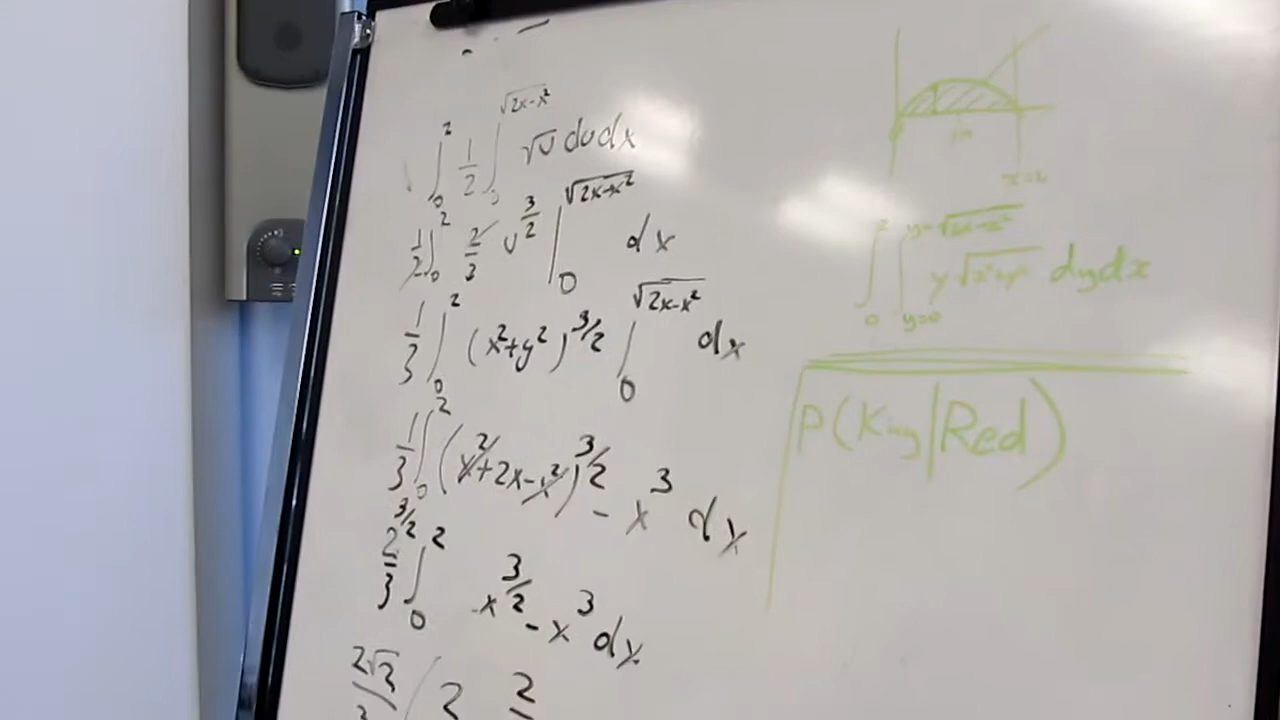 ∫₀² 1/2 ∫₀^√(2x-x²) √u du dx
1/2 ∫₀² 2/3 u^(3/2) |₀^√(2x-x²) dx
1/3 ∫₀² (x²+y²)^(3/2) |₀^√(2x-x²) dx
1/3 ∫₀² (x²+2x-x²)^(3/2) - x³ dx
2^(3/2)/3 ∫₀² x^(3/2) - x³ dx
∫₀² ∫_(y=0)^(y=√(2x-x²)) y√(x²+y²) dy dx
P(King|Red)